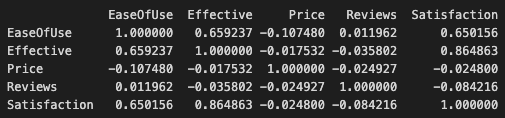 EaseOfUse Effective Price Reviews Satisfaction
EaseOfUse 1.000000 0.659237 -0.107480 0.011962 0.650156
Effective 0.659237 1.000000 -0.017532 -0.035802 0.864863
Price -0.107480 -0.017532 1.000000 -0.024927 -0.024800
Reviews 0.011962 -0.035802 -0.024927 1.000000 -0.084216
Satisfaction 0.650156 0.864863 -0.024800 -0.084216 1.000000